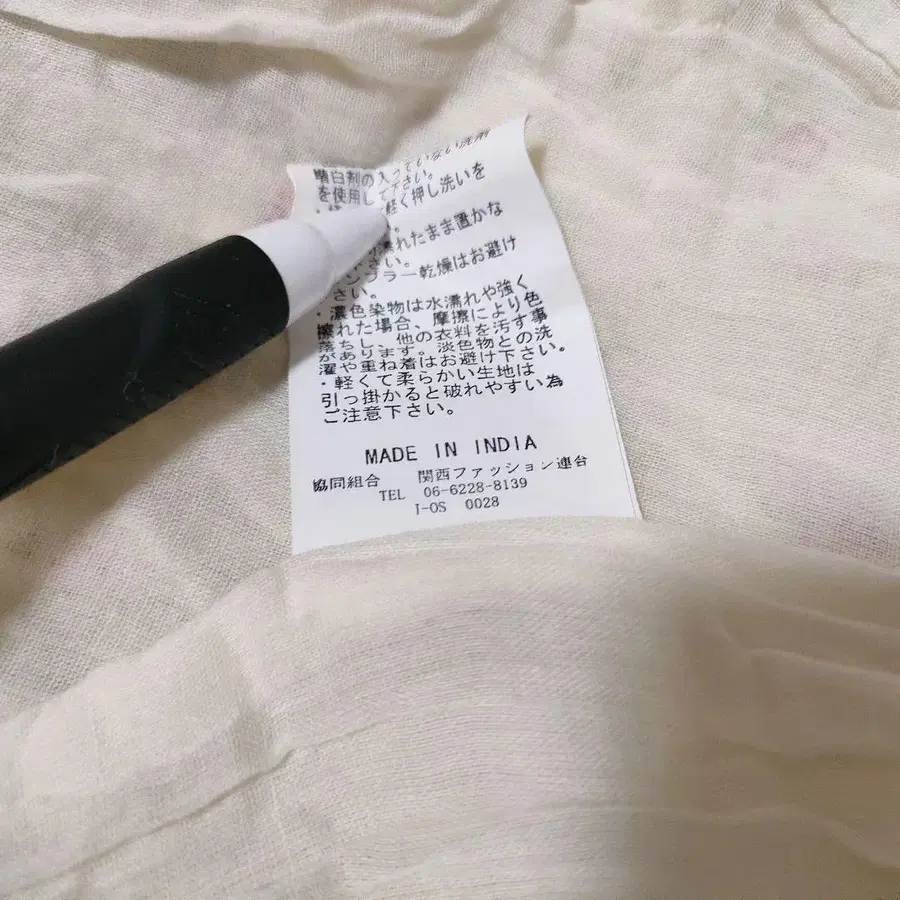 増白剤の入っていない洗剤
を使用して下さい。
軽く押し洗いを
濡れたまま置かな
さい。
ンブラー乾燥はお避け
さい。
・濃色染物は水濡れや強く
擦れた場合、摩擦により色
落ちし、他の衣料を汚す事
があります。淡色物との洗
濯や重ね着はお避け下さい。
・軽くて柔らかい生地は
引っ掛かると破れやすい為
ご注意下さい。
MADE IN INDIA
協同組合 関西ファッション連合
TEL 06-6228-8139
I-OS 0028